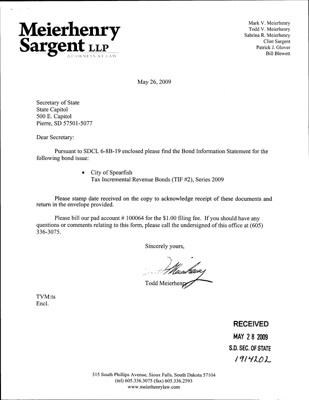 Meierhenry
Sargent LLP
ATTORNEYS AT LAW
Mark V. Meierhenry
Todd V. Meierhenry
Sabrina R. Meierhenry
Clint Sargent
Patrick J. Glover
Bill Blewett
May 26, 2009
Secretary of State
State Capitol
500 E. Capitol
Pierre, SD 57501-5077
Dear Secretary:
Pursuant to SDCL 6-8B-19 enclosed please find the Bond Information Statement for the
following bond issue:
• City of Spearfish
Tax Incremental Revenue Bonds (TIF #2), Series 2009
Please stamp date received on the copy to acknowledge receipt of these documents and
return in the envelope provided.
Please bill our pad account # 100064 for the $1.00 filing fee. If you should have any
questions or comments relating to this form, please call the undersigned of this office at (605)
336-3075.
Sincerely yours,
Todd Meierhenry
TVM:ts
Encl.
RECEIVED
MAY 28 2009
S.D. SEC. OF STATE
1914202
315 South Phillips Avenue, Sioux Falls, South Dakota 57104
(tel) 605.336.3075 (fax) 605.336.2593
www.meierhenrylaw.com